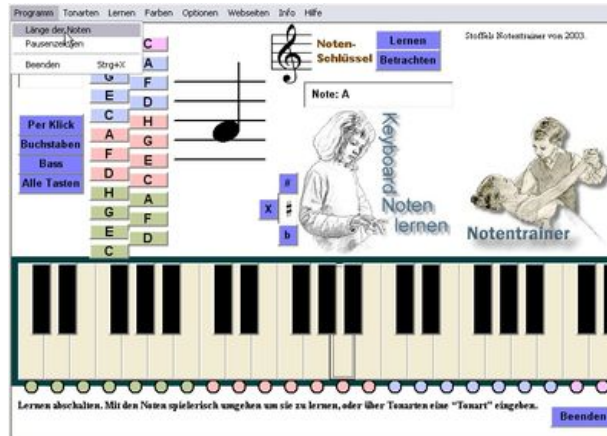 Programm Tonarten Lernen Farben Optionen Webseiten Info Hilfe
Länge der Noten
Pausenzeichen
Beenden Strg+X
C
A
G
F
E
D
C
H
A
G
F
E
D
C
H
A
G
F
E
D
C
Per Klick
Buchstaben
Bass
Alle Tasten
Noten-
Schlüssel
Lernen
Betrachten
Stoffels Notentrainer von 2003.
Note: A
#
X
b
Keyboard
Noten
lernen
Notentrainer
Lernen abschalten. Mit den Noten spielerisch umgehen um sie zu lernen, oder über Tonarten eine "Tonart" eingeben.
Beenden